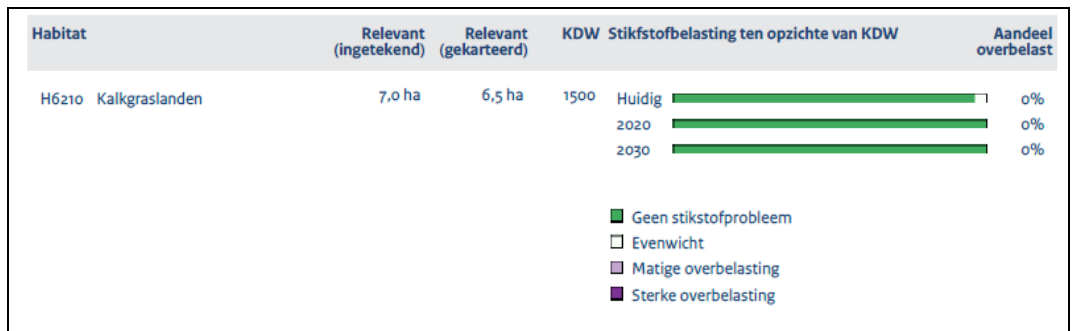 Habitat Relevant Relevant KDW Stikfstofbelasting ten opzichte van KDW Aandeel
(ingetekend) (gekarteerd) overbelast
H6210 Kalkgraslanden 7,0 ha 6,5 ha 1500 Huidig 0%
2020 0%
2030 0%
Geen stikstofprobleem
Evenwicht
Matige overbelasting
Sterke overbelasting